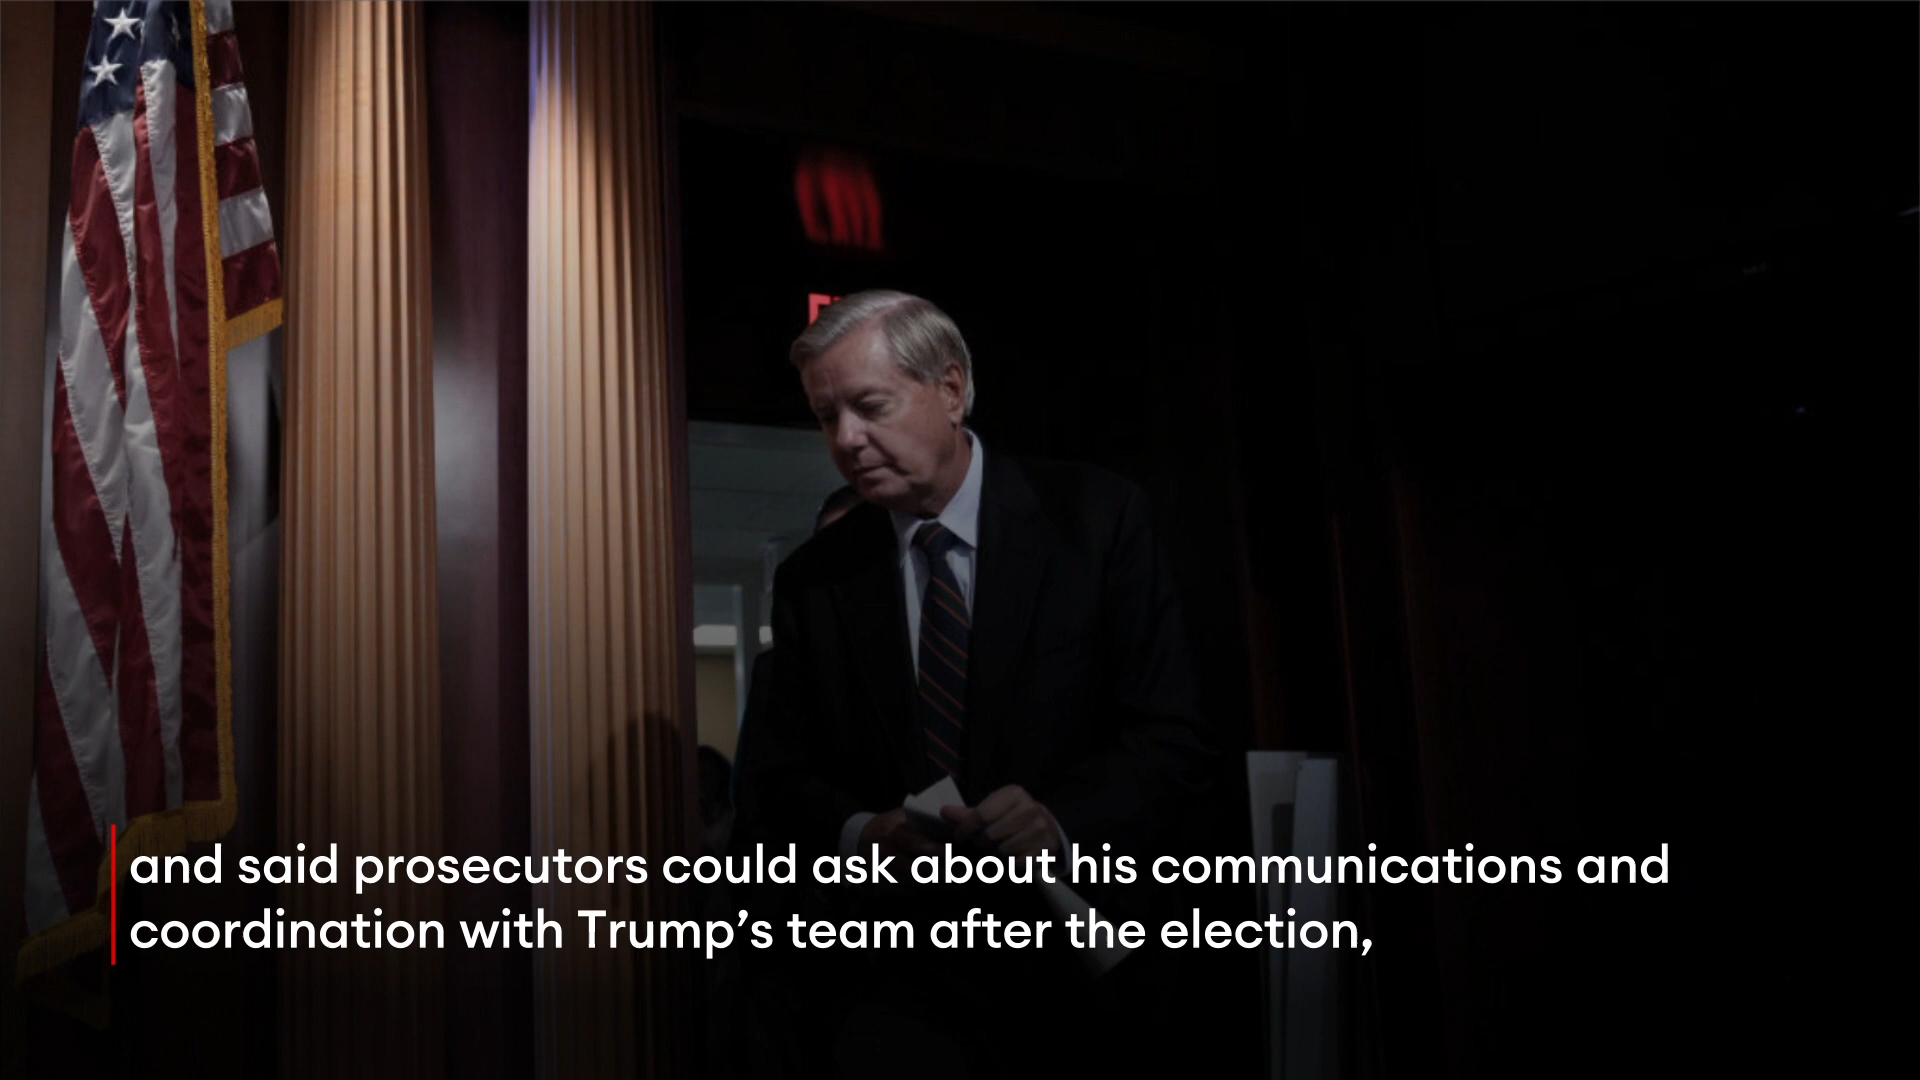 and said prosecutors could ask about his communications and
coordination with Trump’s team after the election,